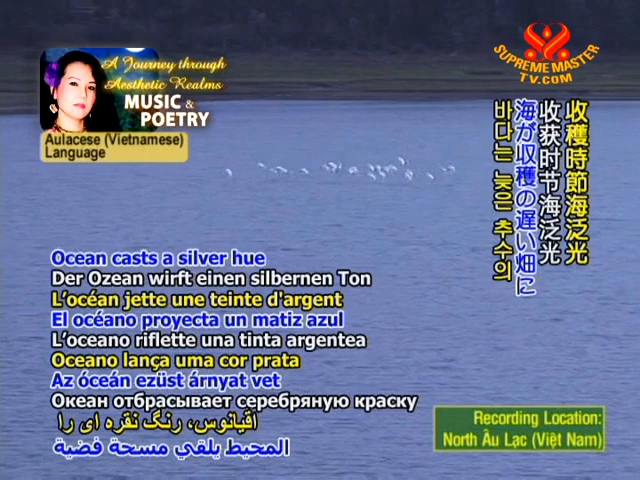 A Journey through
Aesthetic Realms
MUSIC &
POETRY
Aulacese (Vietnamese)
Language
SUPREME MASTER
TV.COM
收穫時節海泛光
收获时节海泛光
海が収穫の遅い畑に
바다는 늦은 추수의
Ocean casts a silver hue
Der Ozean wirft einen silbernen Ton
L'océan jette une teinte d'argent
El océano proyecta un matiz azul
L'oceano riflette una tinta argentea
Oceano lança uma cor prata
Az óceán ezüst árnyat vet
Океан отбрасывает серебряную краску
اقیانوس، رنگ نقره ای را
المحيط يلقي مسحة فضية
Recording Location:
North Âu Lạc (Việt Nam)